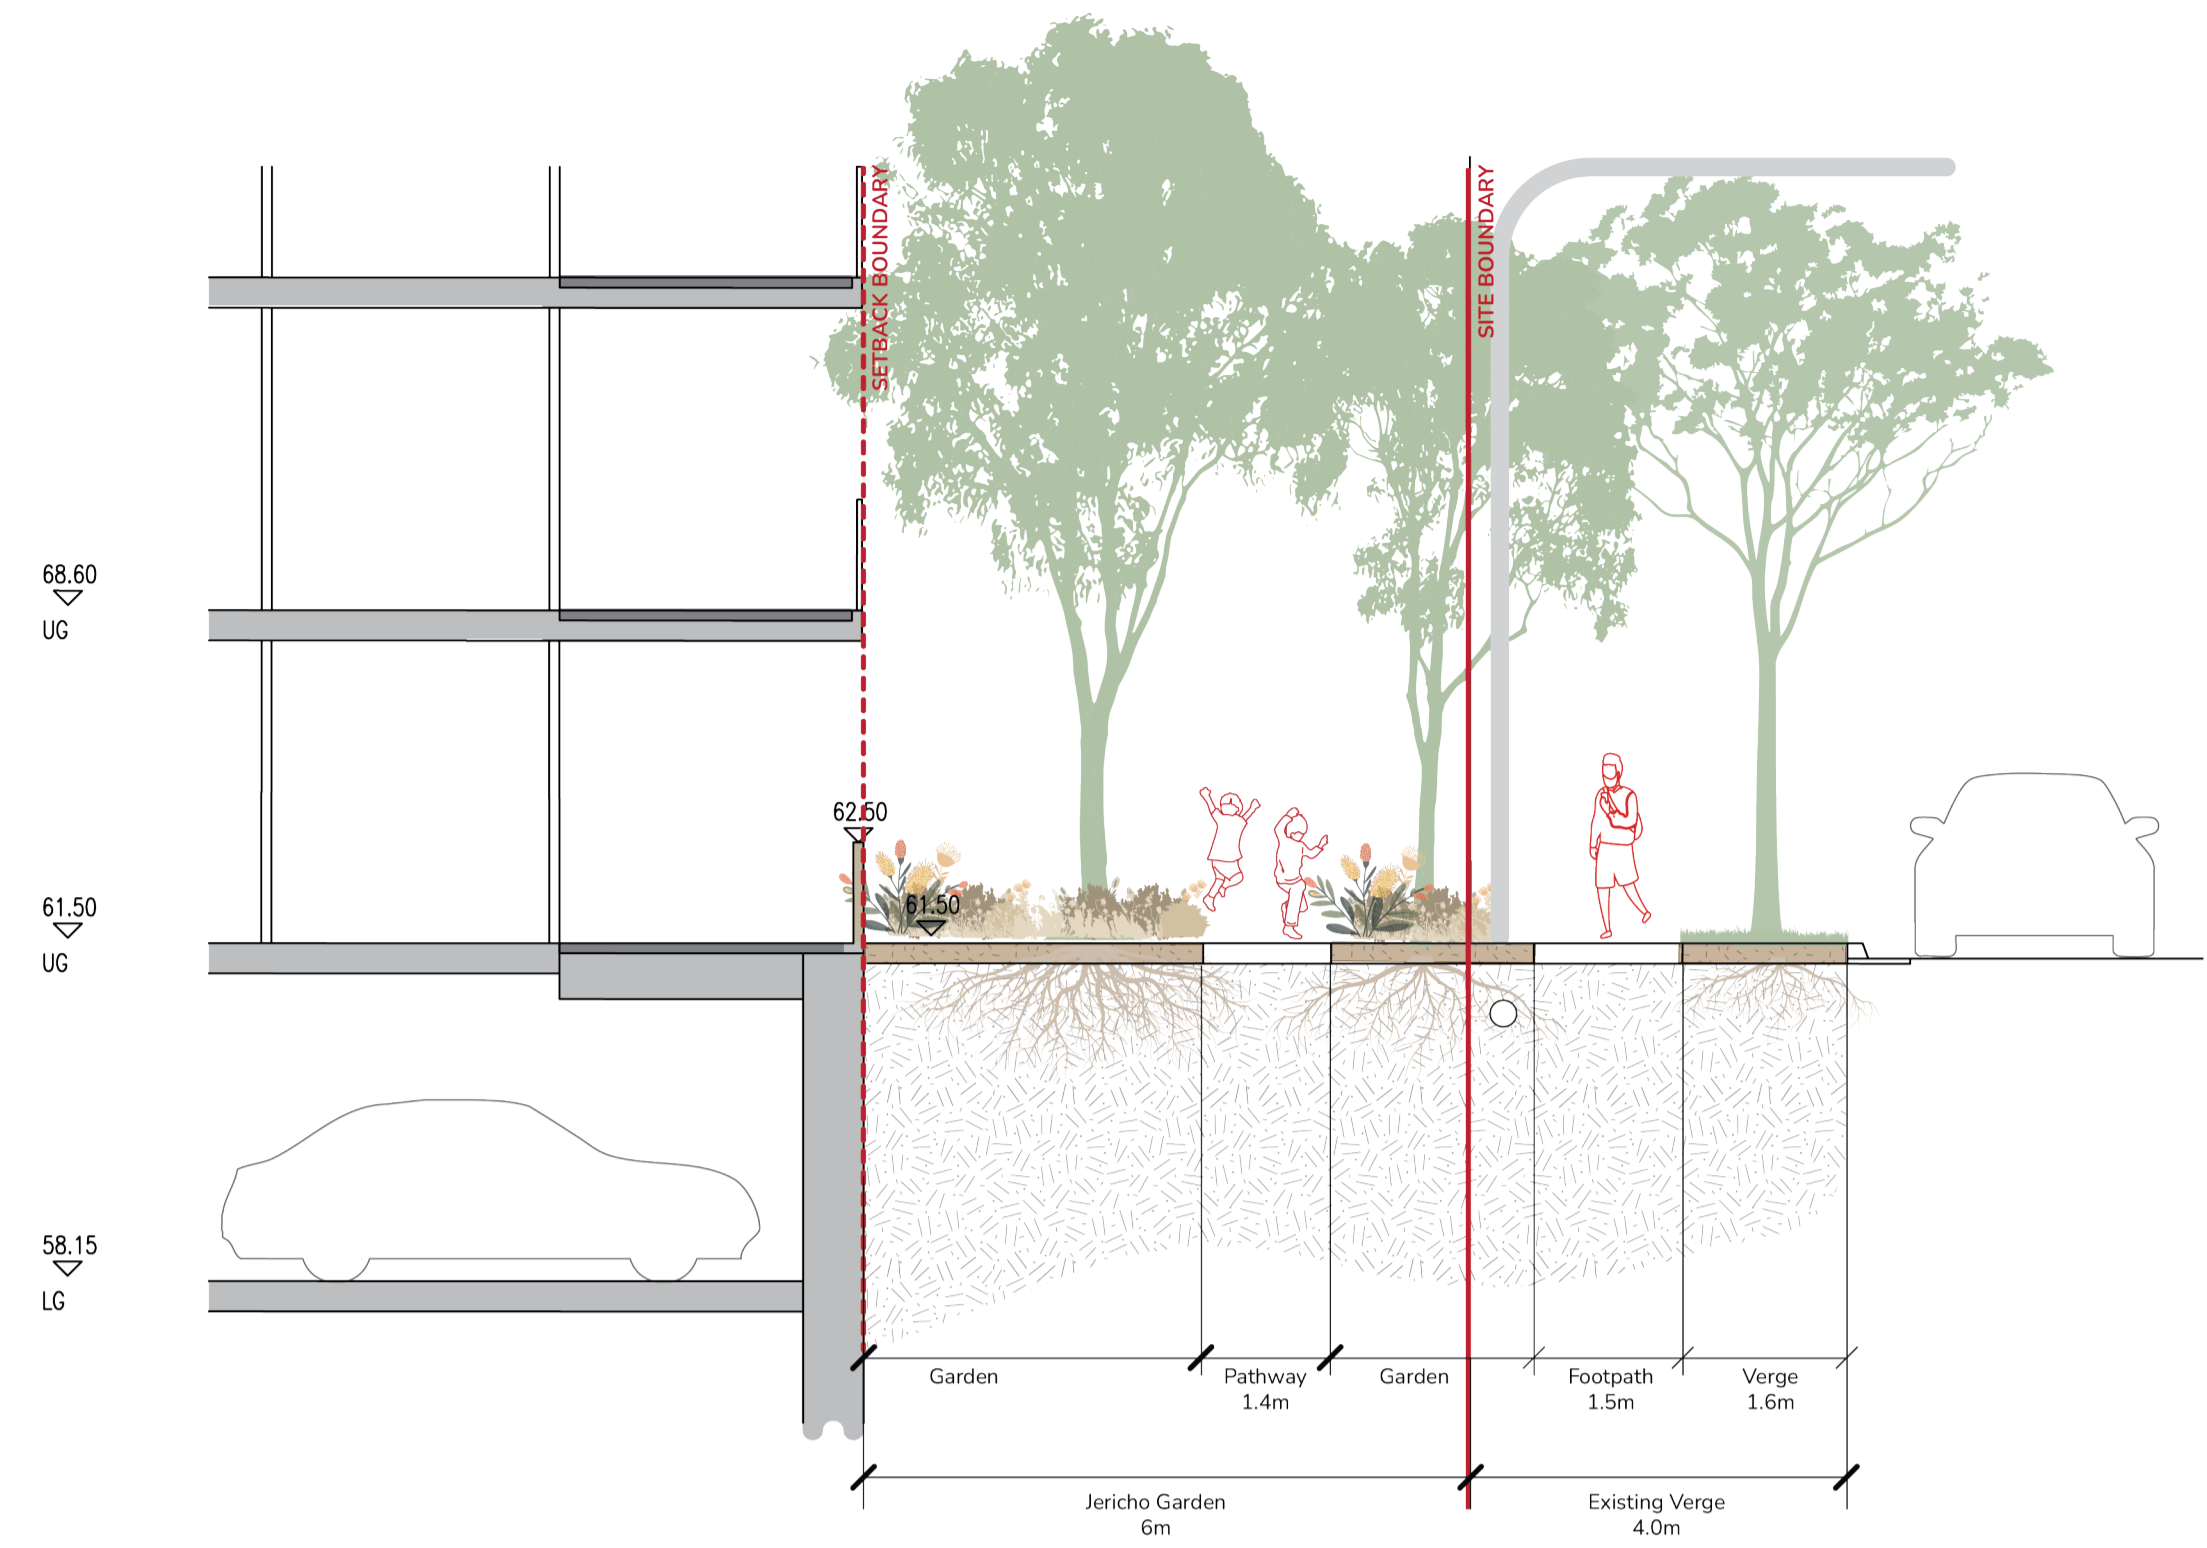 SETBACK BOUNDARY
SITE BOUNDARY
68.60
UG
62.50
61.50
61.50
UG
58.15
LG
Garden
Pathway
1.4m
Garden
Footpath
1.5m
Verge
1.6m
Jericho Garden
6m
Existing Verge
4.0m